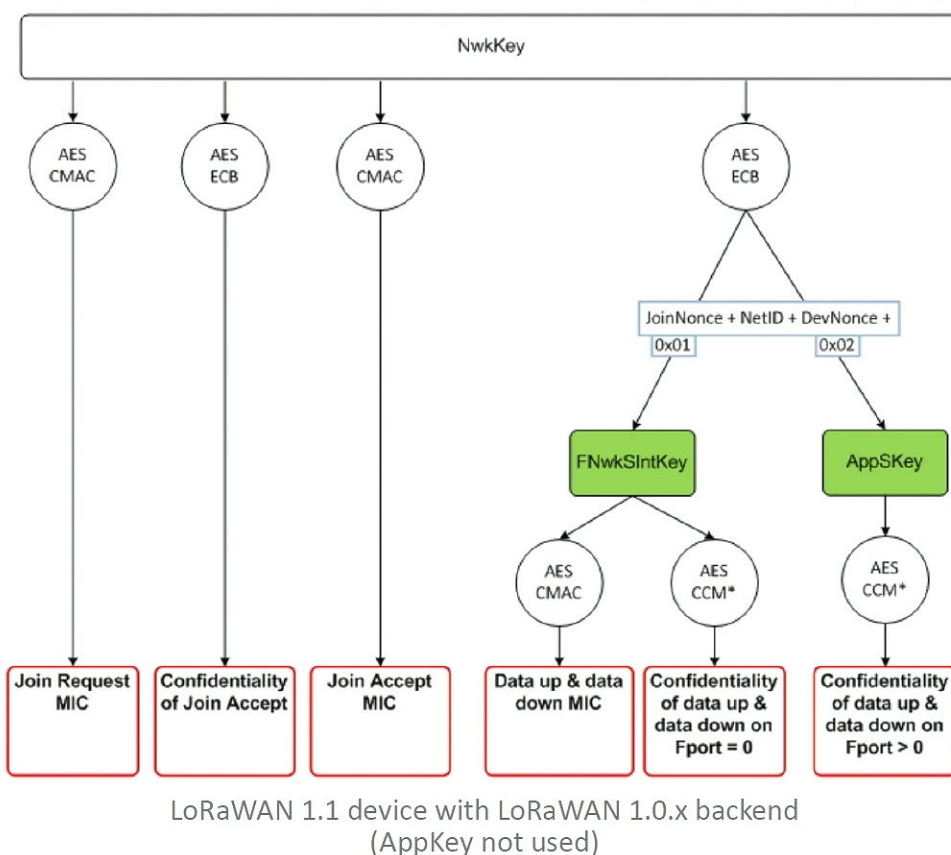 NwkKey
AES
CMAC
AES
ECB
AES
CMAC
AES
ECB
JoinNonce + NetID + DevNonce +
0x01
0x02
FNwkSIntKey
AppSKey
AES
CMAC
AES
CCM*
AES
CCM*
Join Request
MIC
Confidentiality
of Join Accept
Join Accept
MIC
Data up & data
down MIC
Confidentiality
of data up &
data down on
Fport = 0
Confidentiality
of data up &
data down on
Fport > 0
LoRaWAN 1.1 device with LoRaWAN 1.0.x backend
(AppKey not used)